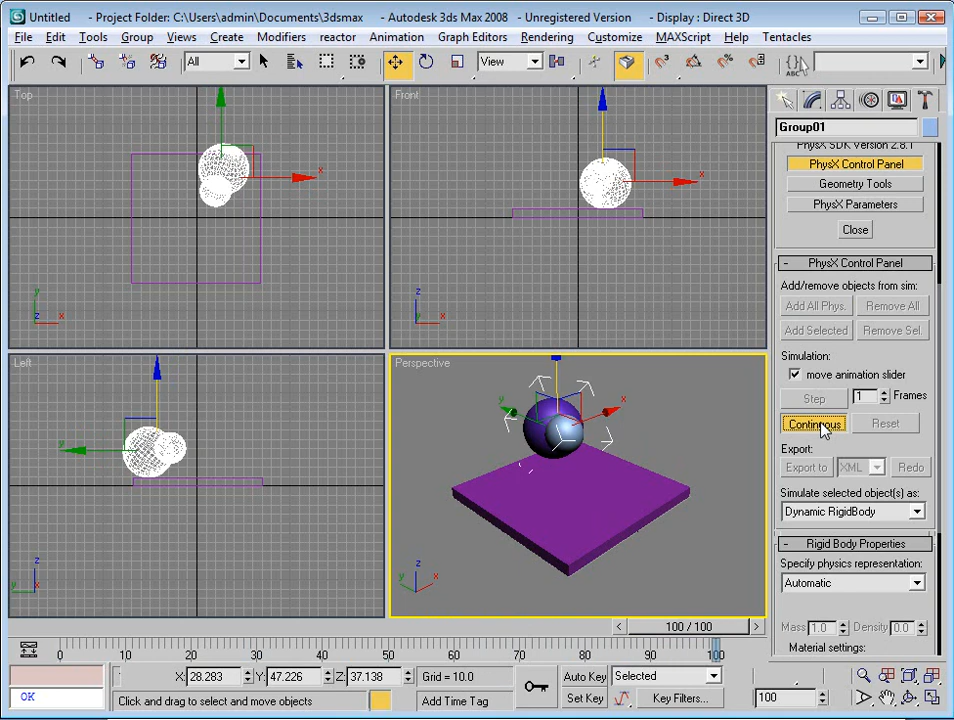 Untitled - Project Folder: C:\Users\admin\Documents\3dsmax - Autodesk 3ds Max 2008 - Unregistered Version - Display : Direct 3D
File Edit Tools Group Views Create Modifiers reactor Animation Graph Editors Rendering Customize MAXScript Help Tentacles
All View ABC
Top Front
Group01
PhysX SDK Version 2.8.1
PhysX Control Panel
Geometry Tools
PhysX Parameters
Close
- PhysX Control Panel
Add/remove objects from sim:
Add All Phys. Remove All
Add Selected Remove Sel.
Simulation:
move animation slider
Step 1 Frames
Continuous Reset
Export:
Export to XML Redo
Simulate selected object(s) as:
Dynamic RigidBody
- Rigid Body Properties
Specify physics representation:
Automatic
Mass 1.0 Density 0.0
Material settings:
x y z
x z
Left Perspective
x y z
y z x
100 / 100
0 10 20 30 40 50 60 70 80 90 100
X: 28.283 Y: 47.226 Z: 37.138 Grid = 10.0 Auto Key Selected
OK Click and drag to select and move objects Add Time Tag Set Key Key Filters... 100